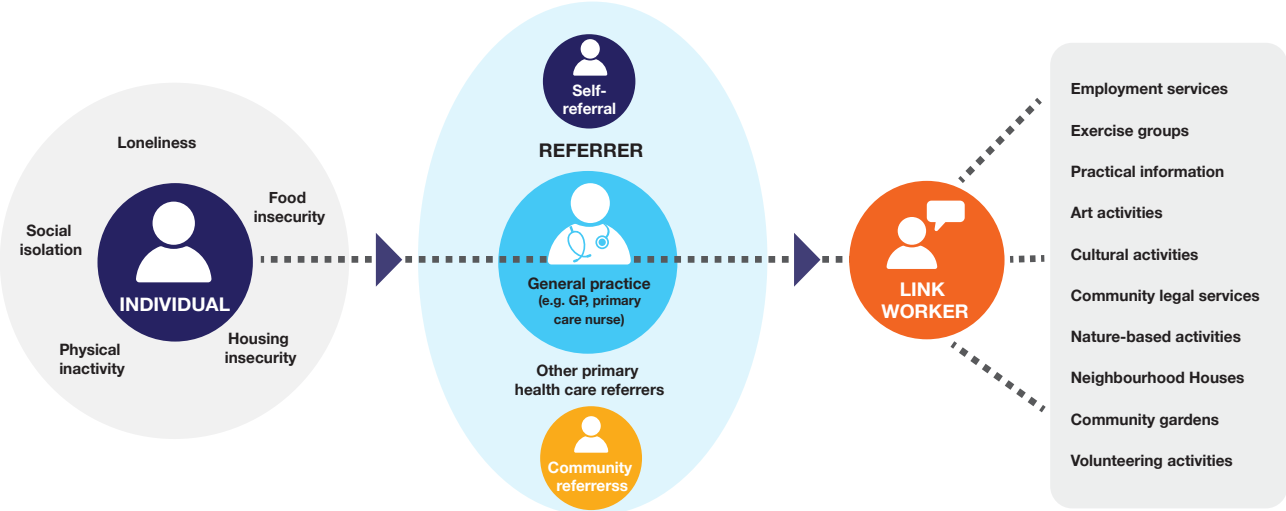 Loneliness
Food
insecurity
Social
isolation
INDIVIDUAL
Housing
insecurity
Physical
inactivity
Self-
referral
REFERRER
General practice
(e.g. GP, primary
care nurse)
Other primary
health care referrers
Community
referrerss
LINK
WORKER
Employment services
Exercise groups
Practical information
Art activities
Cultural activities
Community legal services
Nature-based activities
Neighbourhood Houses
Community gardens
Volunteering activities